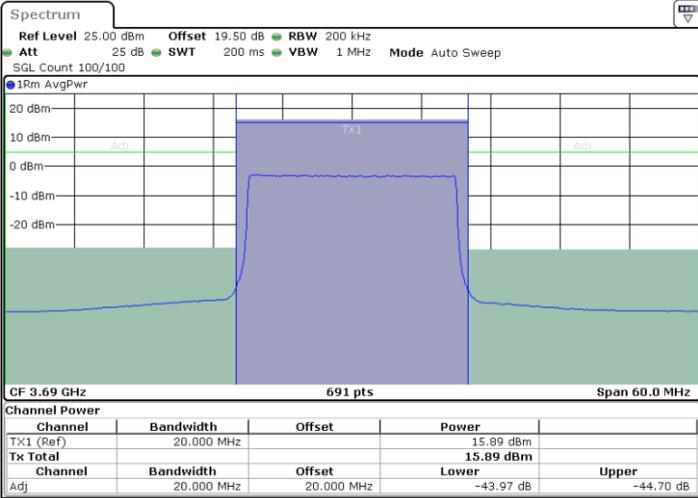 Spectrum
Ref Level 25.00 dBm Offset 19.50 dB RBW 200 kHz
Att 25 dB SWT 200 ms VBW 1 MHz Mode Auto Sweep
SGL Count 100/100
1Rm AvgPwr
20 dBm
TX1
10 dBm
Adj Adj
0 dBm
-10 dBm
-20 dBm
CF 3.69 GHz 691 pts Span 60.0 MHz
Channel Power
Channel Bandwidth Offset Power
TX1 (Ref) 20.000 MHz 15.89 dBm
Tx Total 15.89 dBm
Channel Bandwidth Offset Lower Upper
Adj 20.000 MHz 20.000 MHz -43.97 dB -44.70 dB